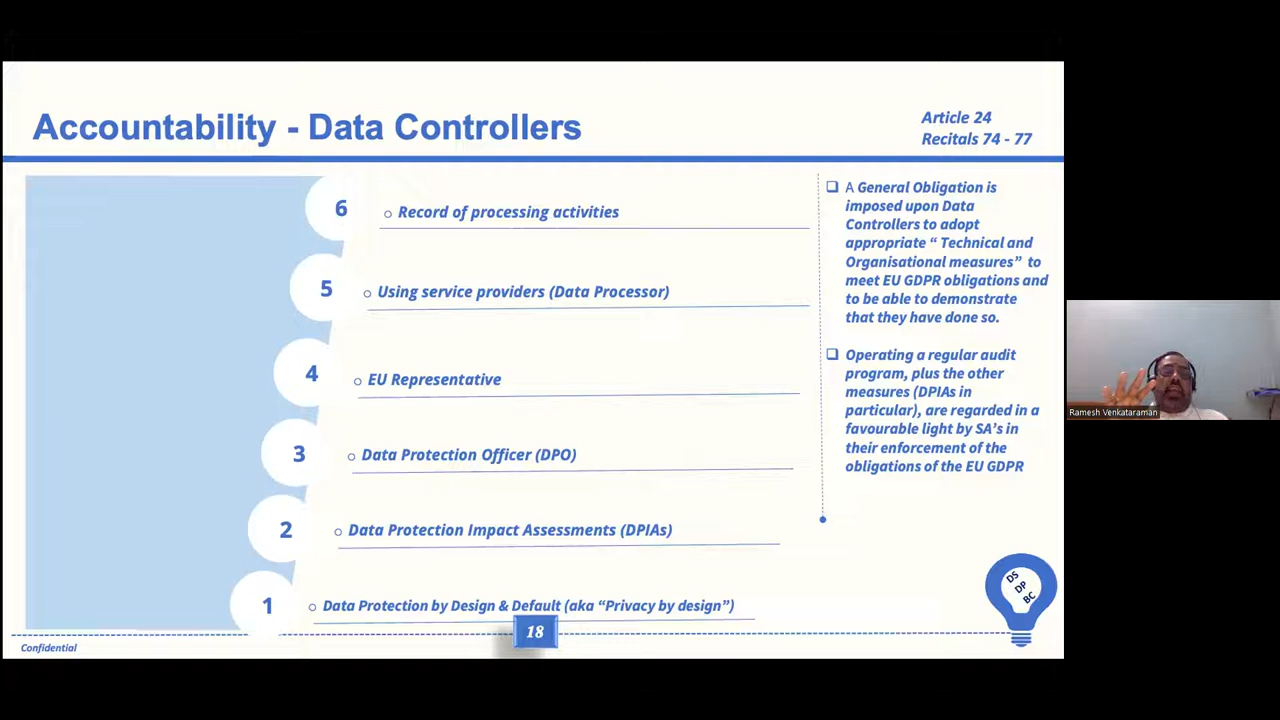 Accountability - Data Controllers
Article 24
Recitals 74 - 77
6
Record of processing activities
5
Using service providers (Data Processor)
4
EU Representative
3
Data Protection Officer (DPO)
2
Data Protection Impact Assessments (DPIAs)
1
Data Protection by Design & Default (aka “Privacy by design”)
A General Obligation is
imposed upon Data
Controllers to adopt
appropriate “ Technical and
Organisational measures” to
meet EU GDPR obligations and
to be able to demonstrate
that they have done so.
Operating a regular audit
program, plus the other
measures (DPIAs in
particular), are regarded in a
favourable light by SA’s in
their enforcement of the
obligations of the EU GDPR
DS
DP
BC
18
Confidential
Ramesh Venkataraman